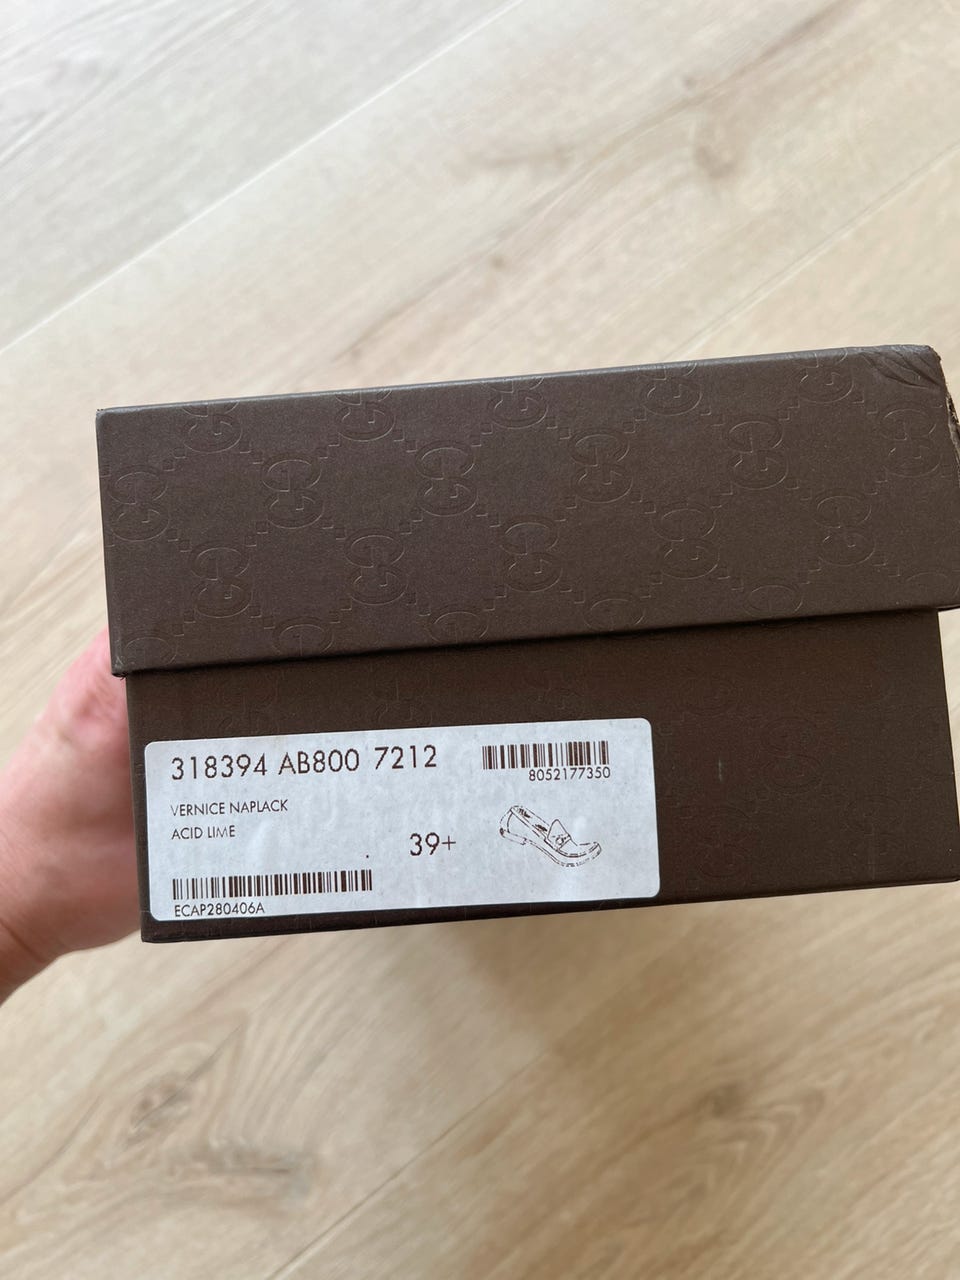 318394 AB800 7212
8052177350
VERNICE NAPLACK
ACID LIME
39+
ECAP280406A